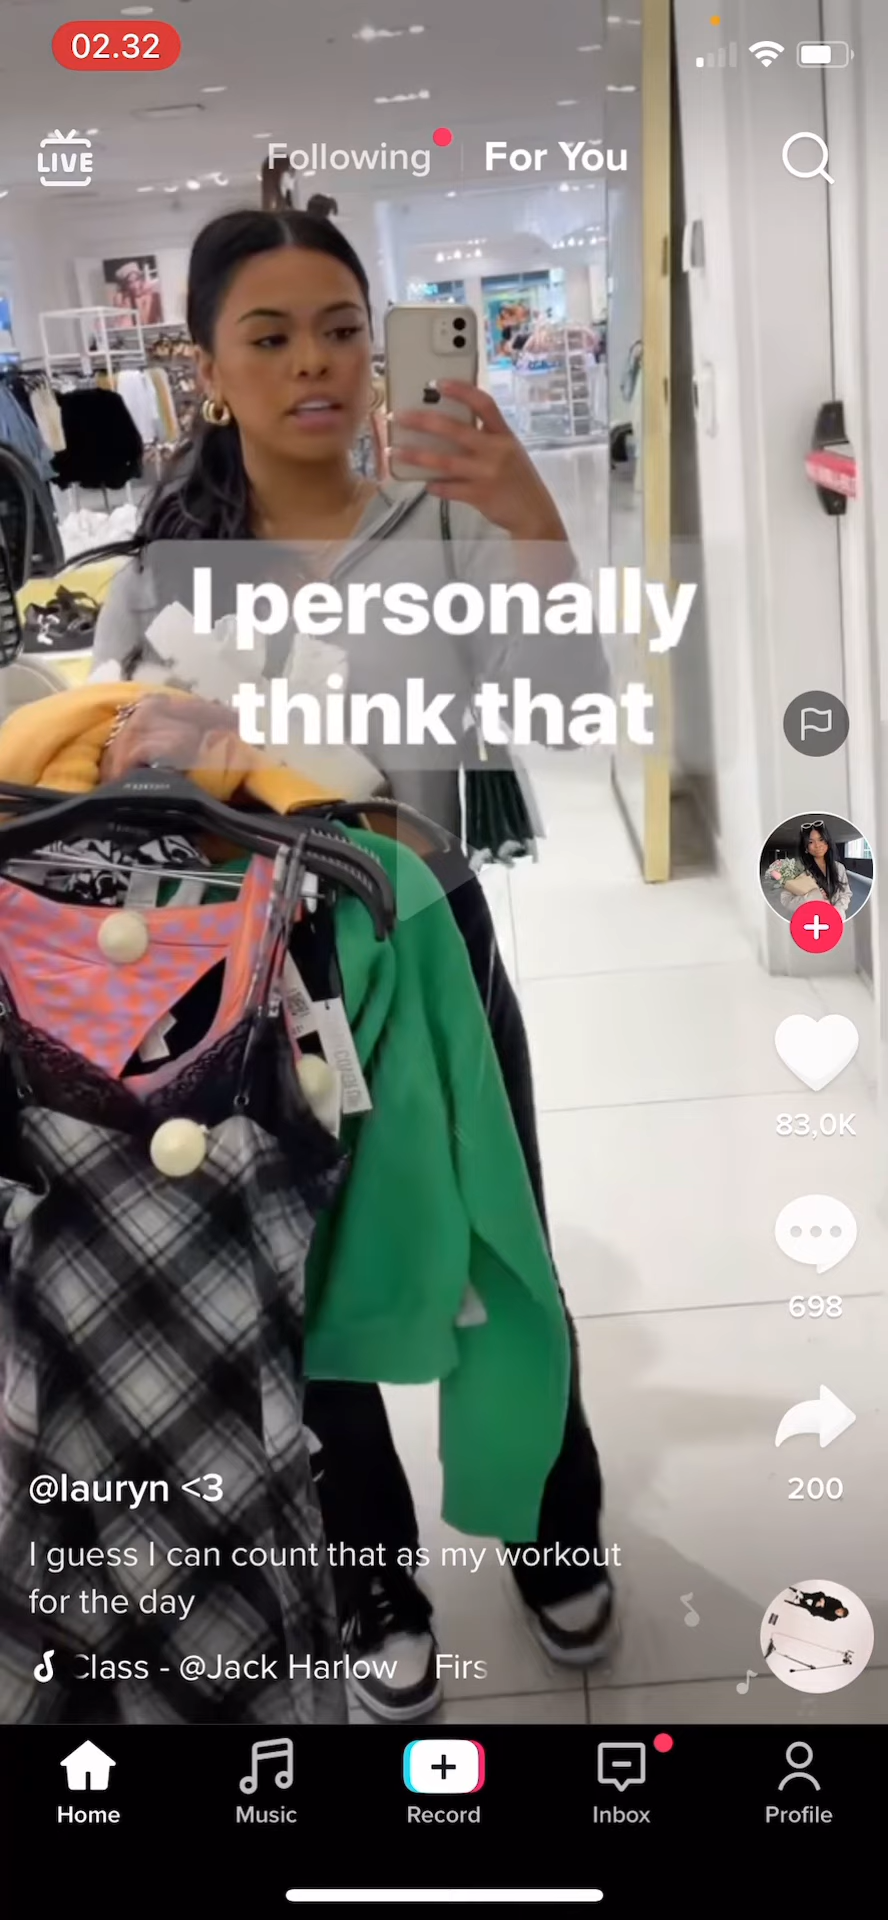 02.32
LIVE
Following
For You
I personally
think that
83,0K
698
200
@lauryn <3
I guess I can count that as my workout
for the day
Class - @Jack Harlow Firs
Home
Music
Record
Inbox
Profile